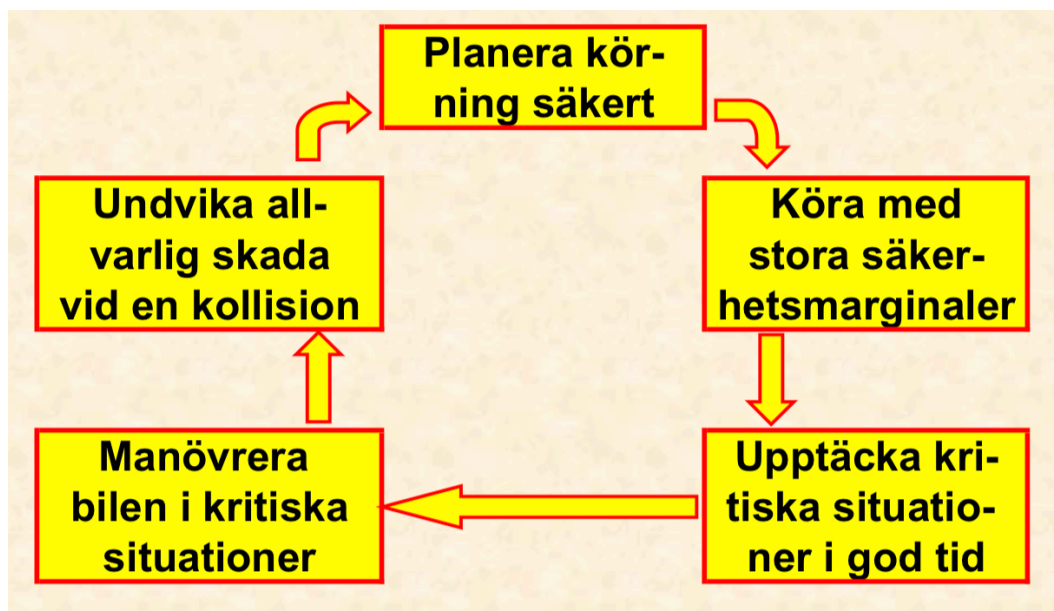 Planera kör-
ning säkert
Köra med
stora säker-
hetsmarginaler
Upptäcka kri-
tiska situatio-
ner i god tid
Manövrera
bilen i kritiska
situationer
Undvika all-
varlig skada
vid en kollision